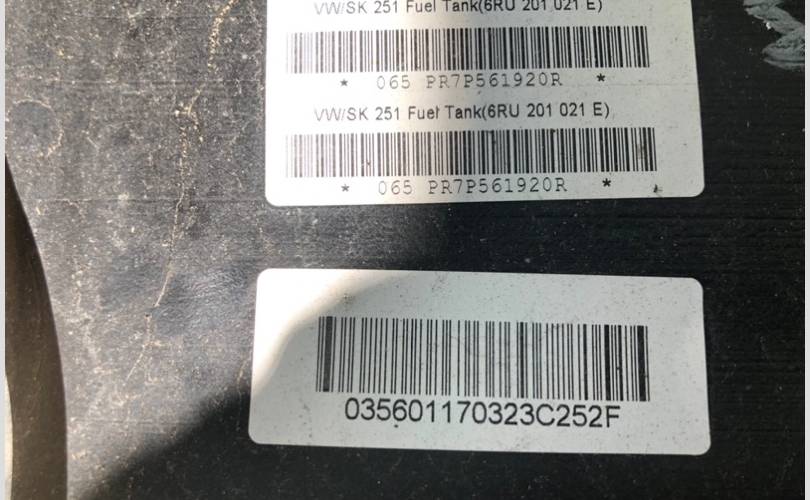 VW/SK 251 Fuel Tank(6RU 201 021 E)
* 065 PR7P561920R *
VW/SK 251 Fuel Tank(6RU 201 021 E)
* 065 PR7P561920R *
035601170323C252F